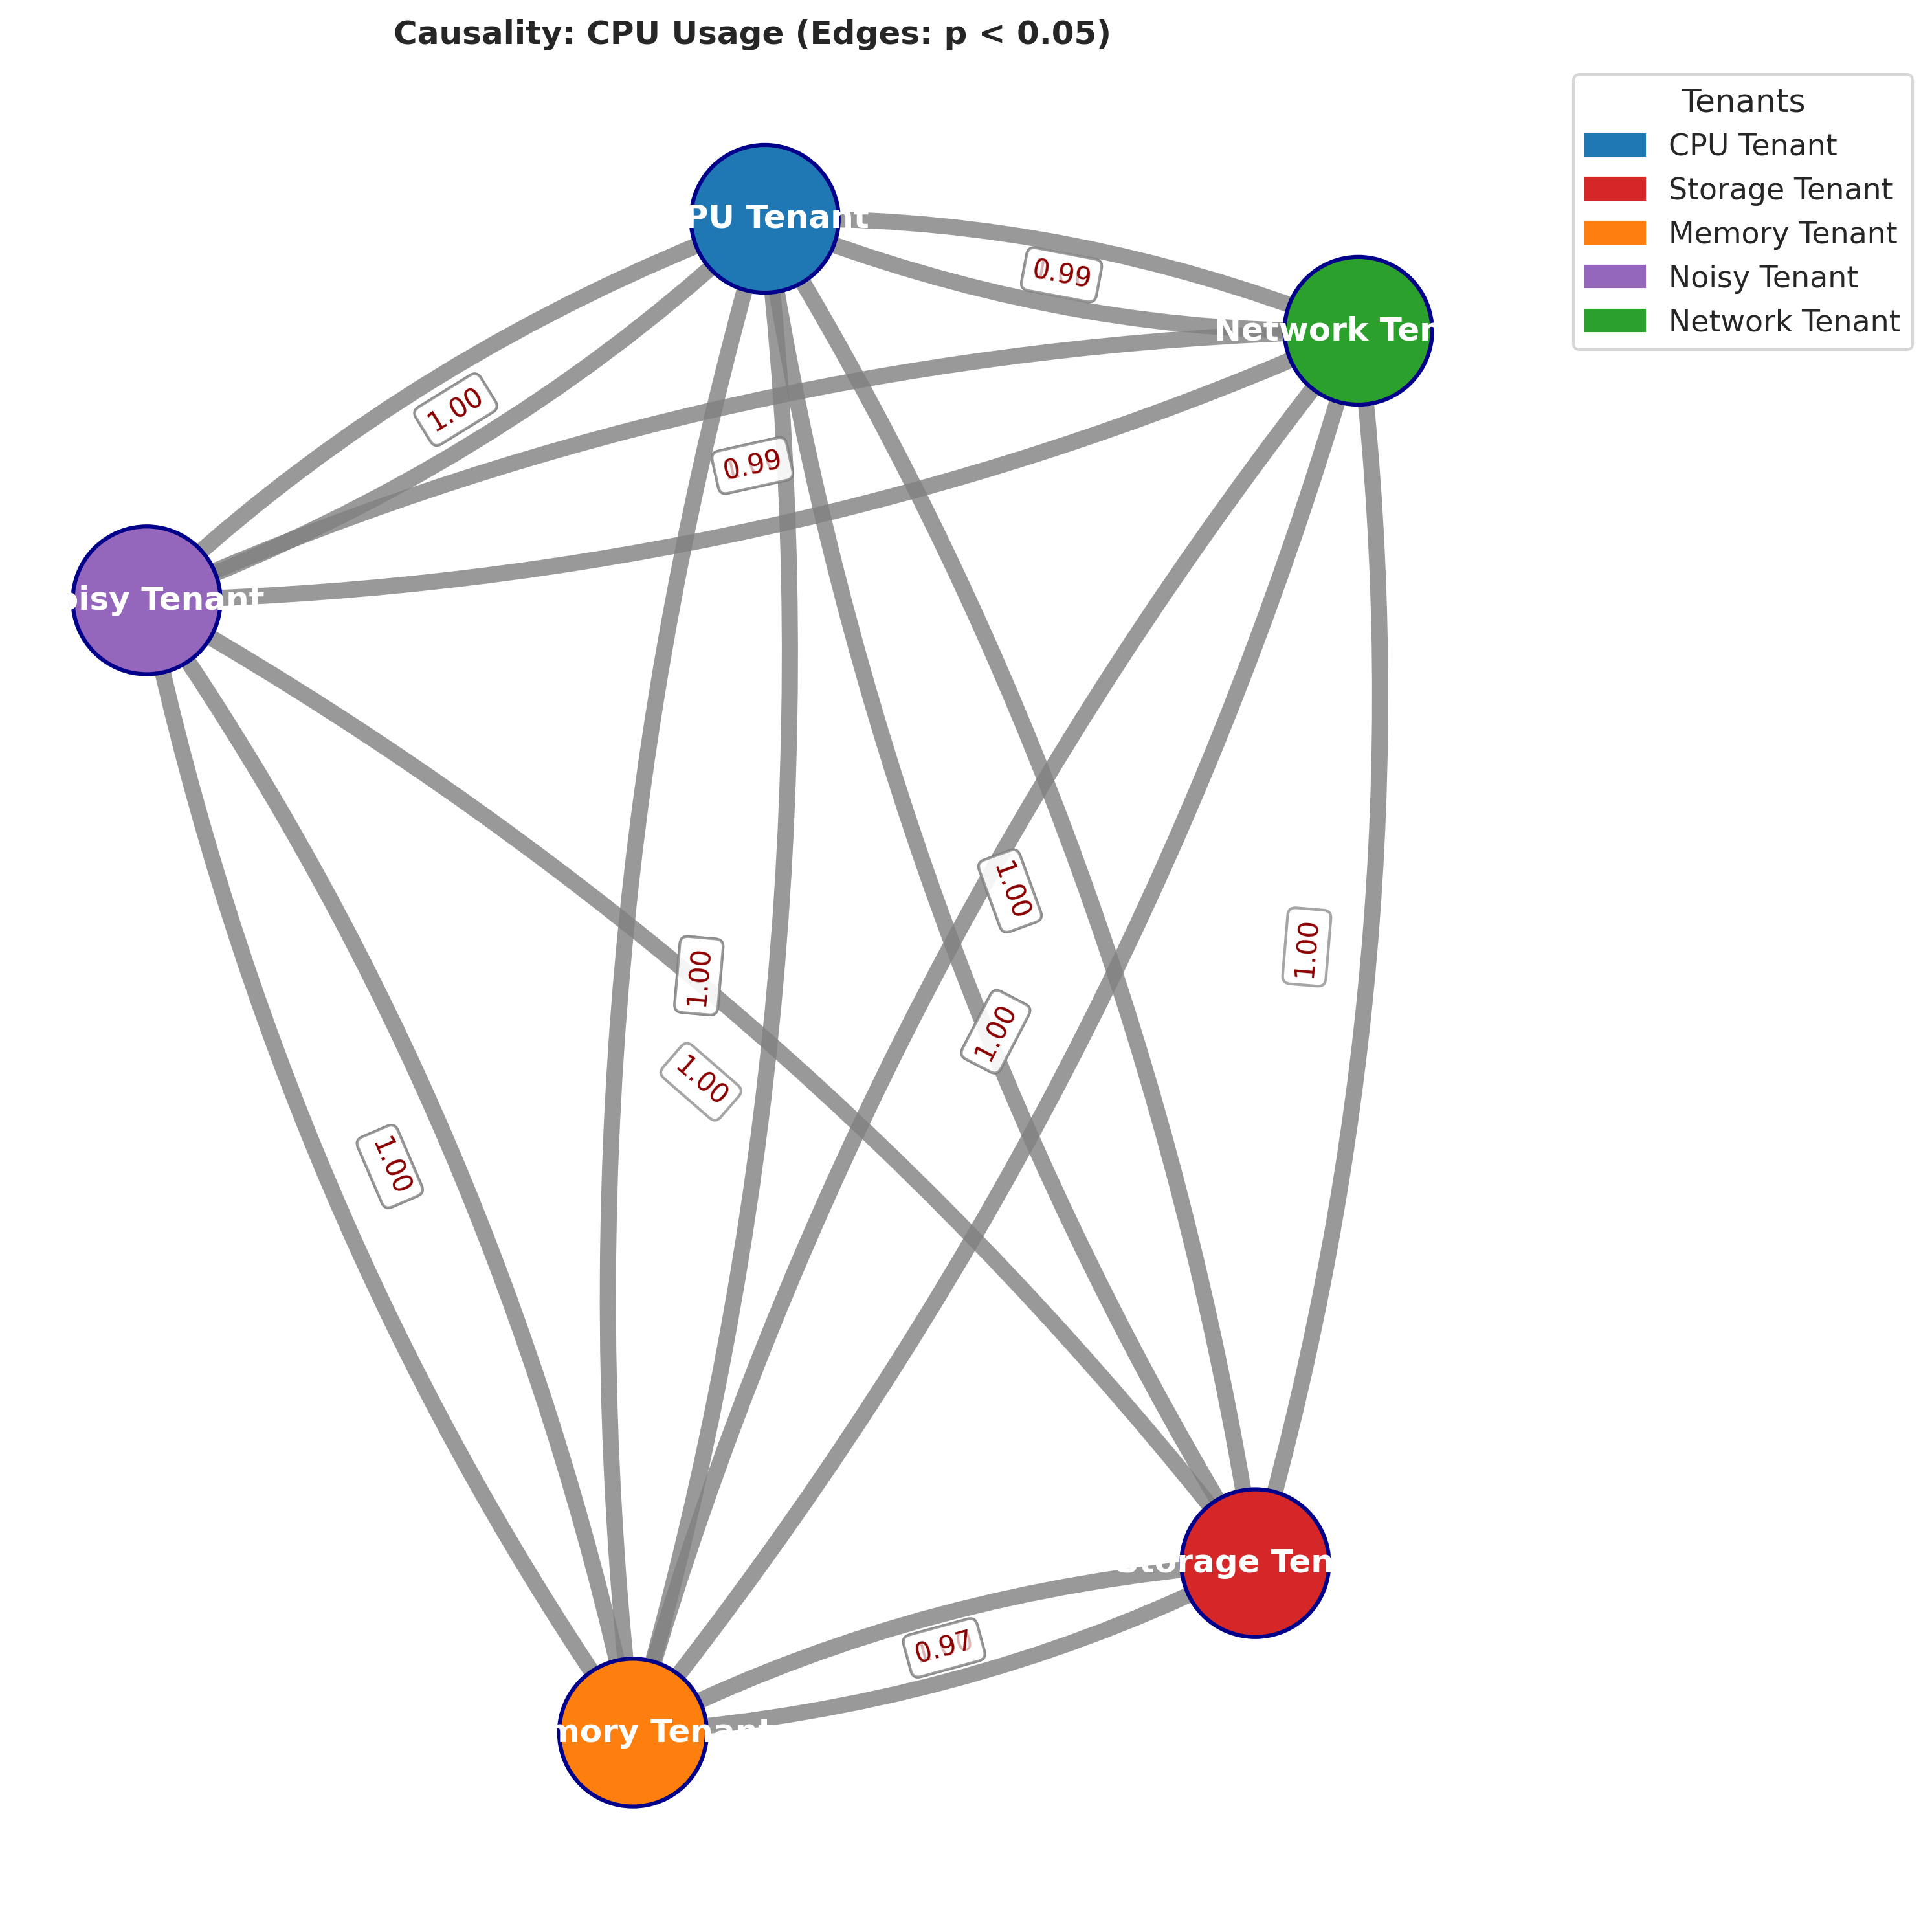 Causality: CPU Usage (Edges: p < 0.05)
Tenants
CPU Tenant
Storage Tenant
Memory Tenant
Noisy Tenant
Network Tenant
PU Tenant
0.99
Network Ten
1.00
0.99
oisy Tenant
1.00
1.00
1.00
1.00
1.00
1.00
Storage Ten
0.97
mory Tenant